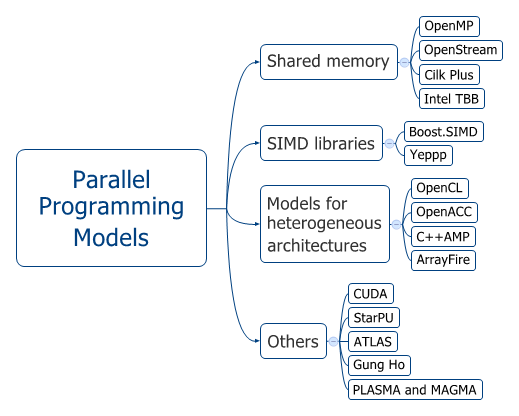 Parallel
Programming
Models
Shared memory
OpenMP
OpenStream
Cilk Plus
Intel TBB
SIMD libraries
Boost.SIMD
Yeppp
Models for
heterogeneous
architectures
OpenCL
OpenACC
C++AMP
ArrayFire
Others
CUDA
StarPU
ATLAS
Gung Ho
PLASMA and MAGMA